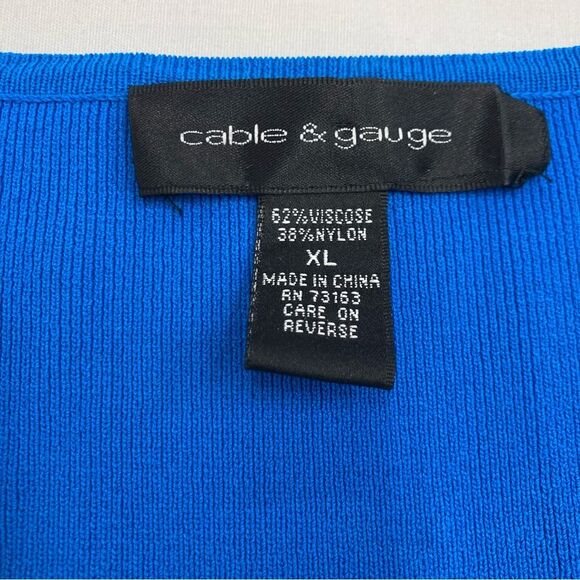 cable & gauge
62%VISCOSE
38%NYLON
XL
MADE IN CHINA
RN 73163
CARE ON
REVERSE